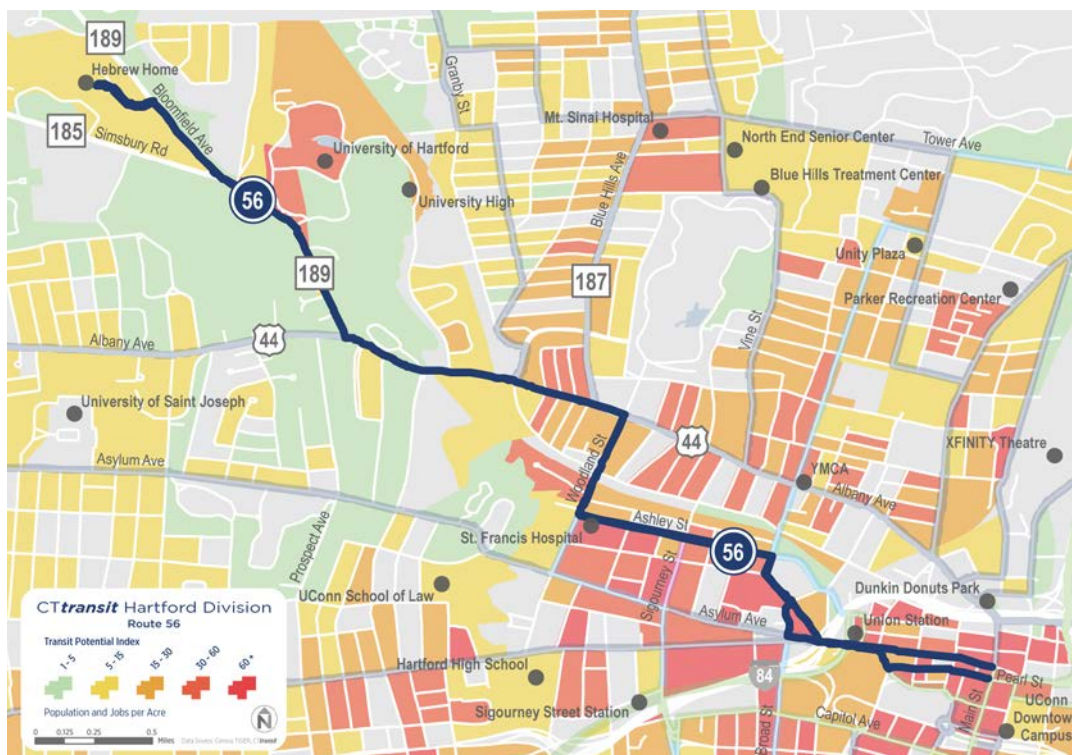 189
Hebrew Home
Bloomfield Ave
185
Simsbury Rd
56
University of Hartford
University High
189
Granby St
Mt. Sinai Hospital
Blue Hills Ave
North End Senior Center
Tower Ave
Blue Hills Treatment Center
Unity Plaza
187
Parker Recreation Center
Vine St
Albany Ave
44
University of Saint Joseph
Asylum Ave
44
XFINITY Theatre
Woodland St
YMCA
Albany Ave
Ashley St
St. Francis Hospital
56
Prospect Ave
Sigourney St
UConn School of Law
Asylum Ave
Dunkin Donuts Park
Union Station
Hartford High School
84
Pearl St
Main St
UConn
Downtown
Campus
Sigourney Street Station
Broad St
Capitol Ave
CTtransit Hartford Division
Route 56
Transit Potential Index
1 - 5
5 - 15
15 - 30
30 - 60
60 +
Population and Jobs per Acre
N
0 0.125 0.25 0.5
Miles
Data Source: Census TIGER, CTtransit